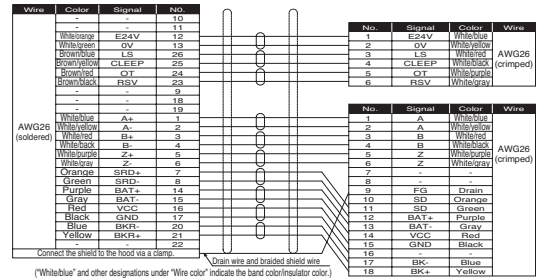 Wire Color Signal N0.
- - 10
- - 11
White/orange E24V 12
White/green 0V 13
Brown/blue LS 26
Brown/yellow CLEEP 25
Brown/red OT 24
Brown/black RSV 23
- - 9
- - 18
- - 19
AWG26 (soldered)
White/blue A+ 1
White/yellow A- 2
White/red B+ 3
White/back B- 4
White/purple Z+ 5
White/gray Z- 6
Orange SRD+ 7
Green SRD- 8
Purple BAT+ 14
Gray BAT- 15
Red VCC 16
Black GND 17
Blue BKR- 20
Yellow BKR+ 21
- - 22
Connect the shield to the hood via a clamp.
No. Signal Color Wire
1 E24V White/blue
2 0V White/yellow
3 LS White/red
4 CLEEP White/black
5 OT White/purple
6 RSV White/gray
AWG26 (crimped)
No. Signal Color Wire
1 A White/blue
2 A White/yellow
3 B White/red
4 B White/black
5 Z White/purple
6 Z White/gray
7 - -
8 - -
9 FG Drain
10 SD Orange
11 SD Green
12 BAT+ Purple
13 BAT- Gray
14 VCC Red
15 GND Black
16 - -
17 BK- Blue
18 BK+ Yellow
AWG26 (crimped)
Drain wire and braided shield wire
("White/blue" and other designations under "Wire color" indicate the band color/insulator color.)